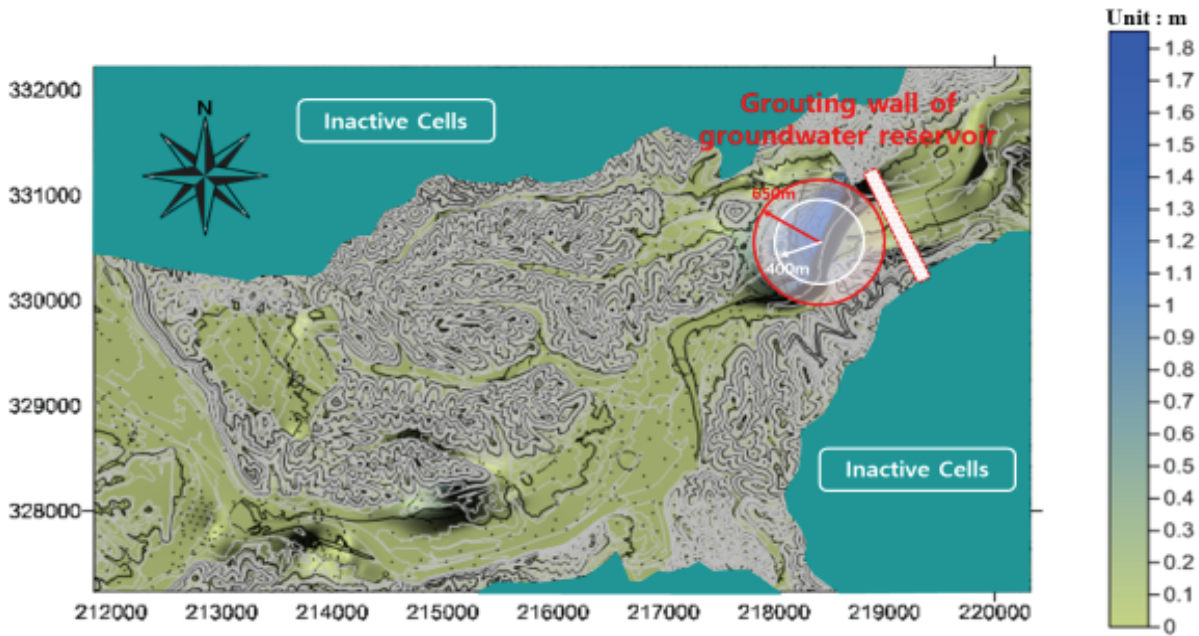 Unit : m
1.8
1.7
1.6
1.5
1.4
1.3
1.2
1.1
1
0.9
0.8
0.7
0.6
0.5
0.4
0.3
0.2
0.1
0
332000
331000
330000
329000
328000
N
Inactive Cells
Grouting wall of
groundwater reservoir
650m
400m
Inactive Cells
212000 213000 214000 215000 216000 217000 218000 219000 220000